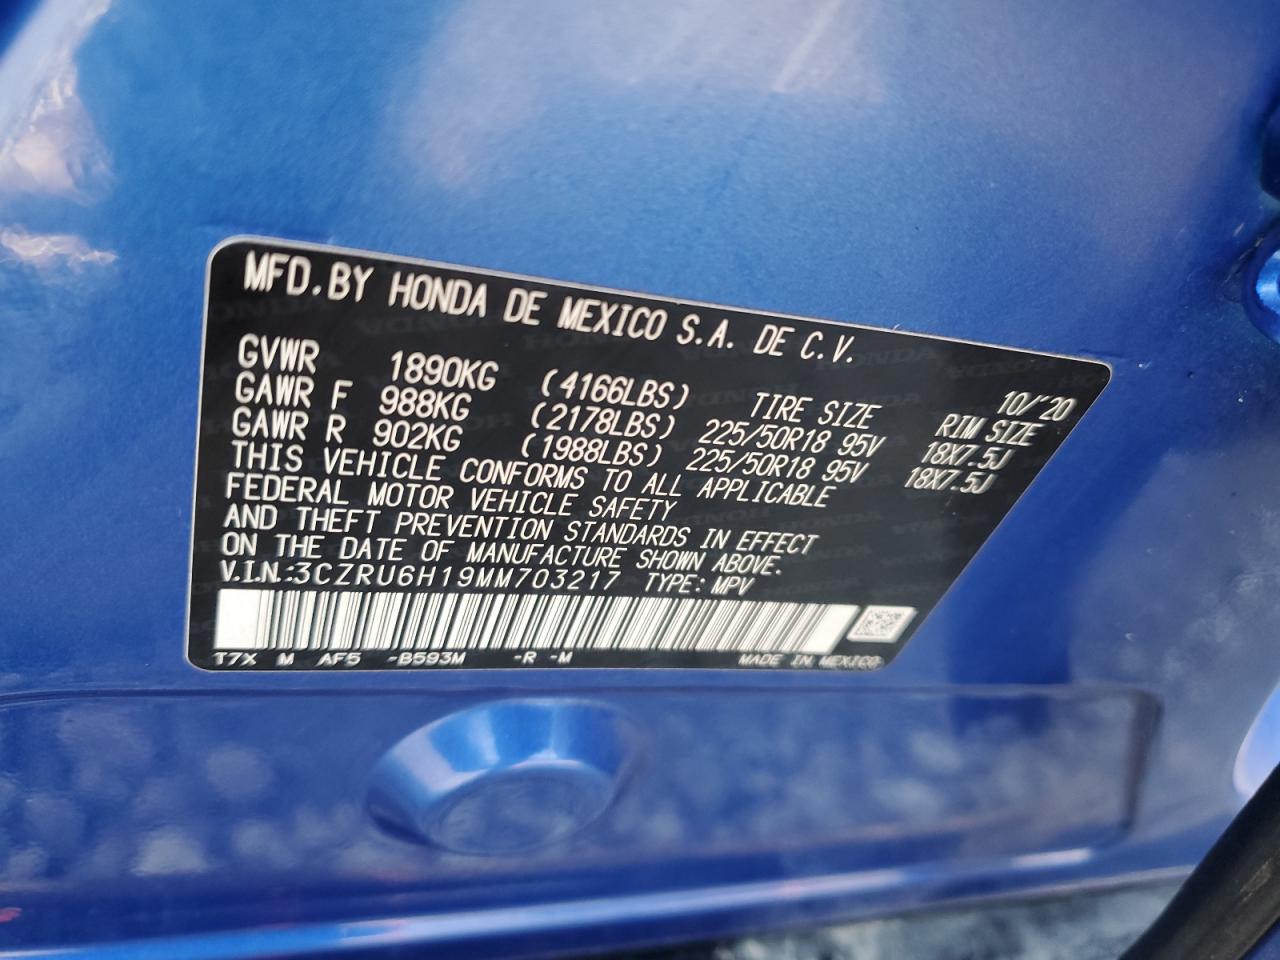 MFD.BY HONDA DE MEXICO S.A. DE C.V.
10/'20
GVWR 1890KG (4166LBS) TIRE SIZE RIM SIZE
GAWR F 988KG (2178LBS) 225/50R18 95V 18X7.5J
GAWR R 902KG (1988LBS) 225/50R18 95V 18X7.5J
THIS VEHICLE CONFORMS TO ALL APPLICABLE
FEDERAL MOTOR VEHICLE SAFETY
AND THEFT PREVENTION STANDARDS IN EFFECT
ON THE DATE OF MANUFACTURE SHOWN ABOVE.
V.I.N.:3CZRU6H19MM703217 TYPE: MPV
T7X M AF5 -B593M -R -M MADE IN MEXICO